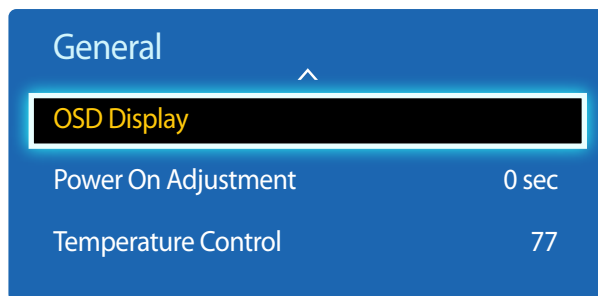 General
OSD Display
Power On Adjustment 0 sec
Temperature Control 77